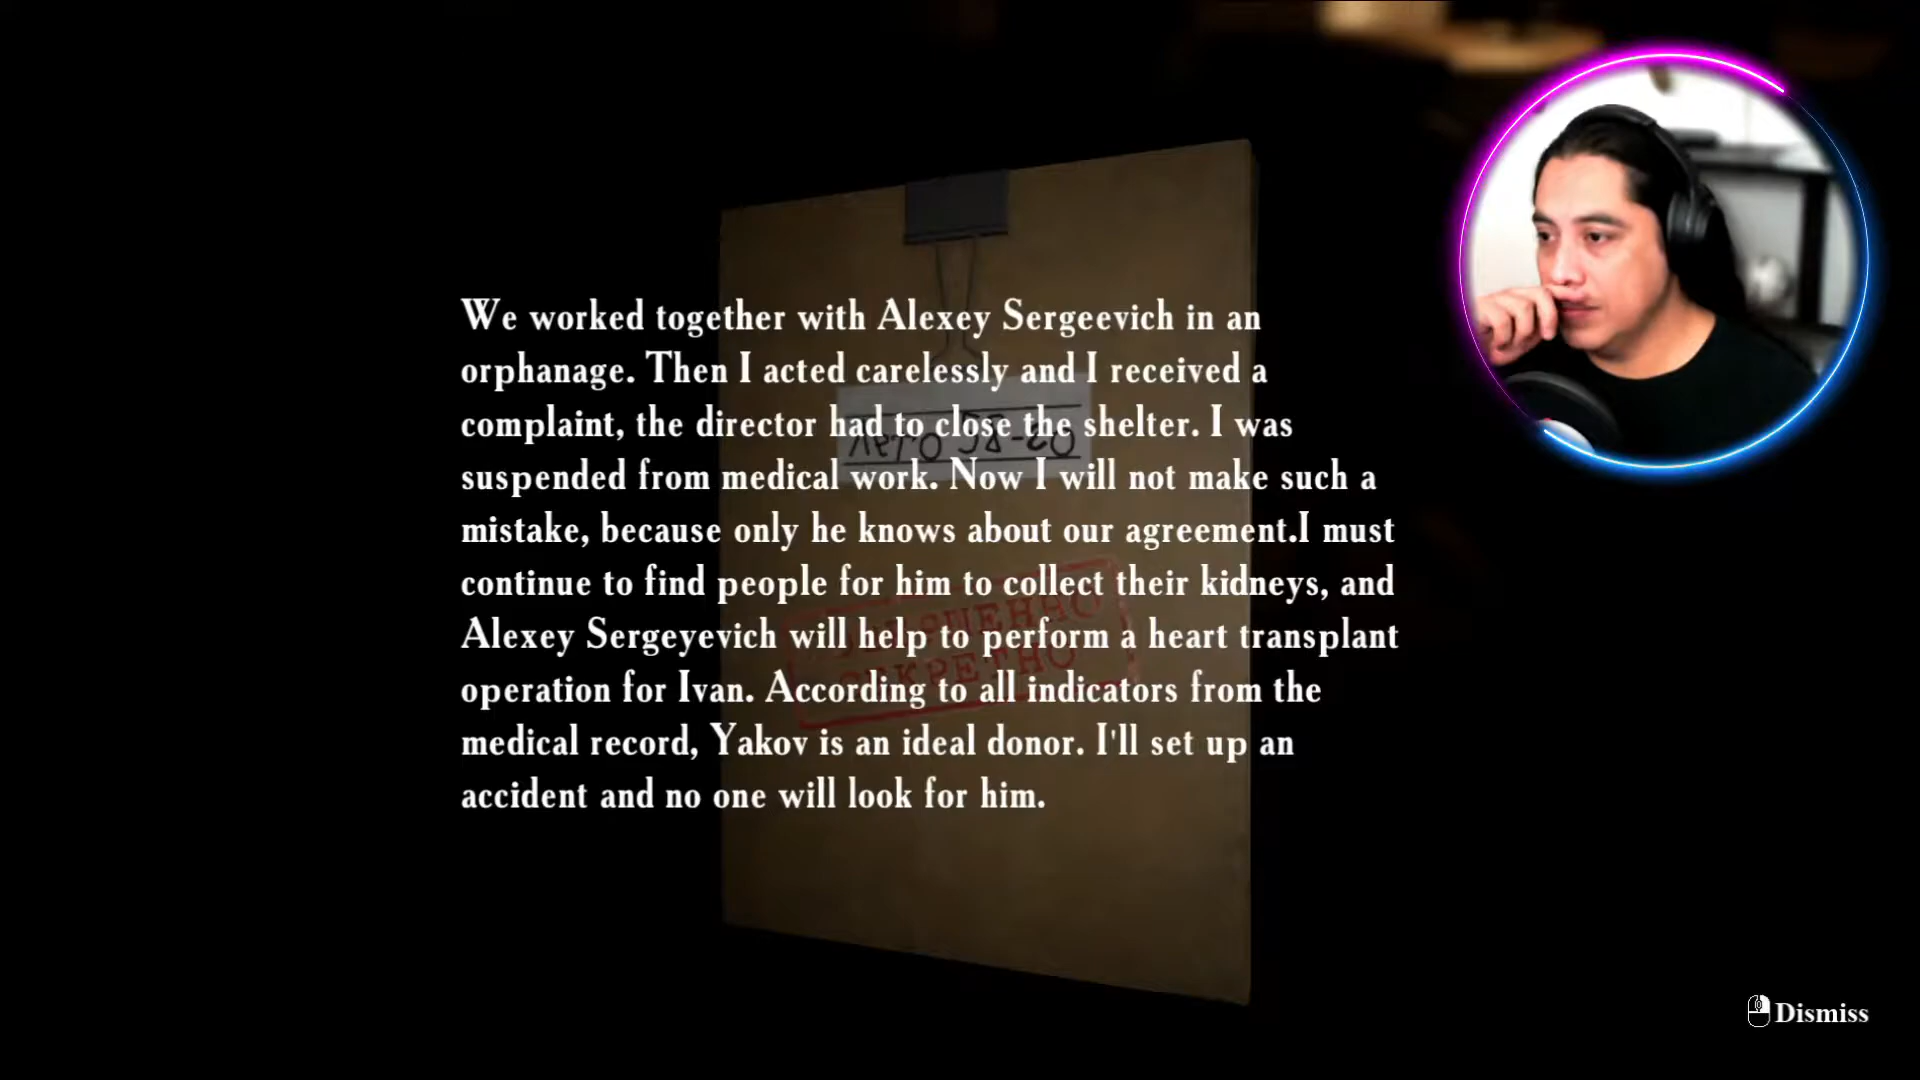 We worked together with Alexey Sergeevich in an
orphanage. Then I acted carelessly and I received a
complaint, the director had to close the shelter. I was
suspended from medical work. Now I will not make such a
mistake, because only he knows about our agreement.I must
continue to find people for him to collect their kidneys, and
Alexey Sergeyevich will help to perform a heart transplant
operation for Ivan. According to all indicators from the
medical record, Yakov is an ideal donor. I'll set up an
accident and no one will look for him.
Dismiss